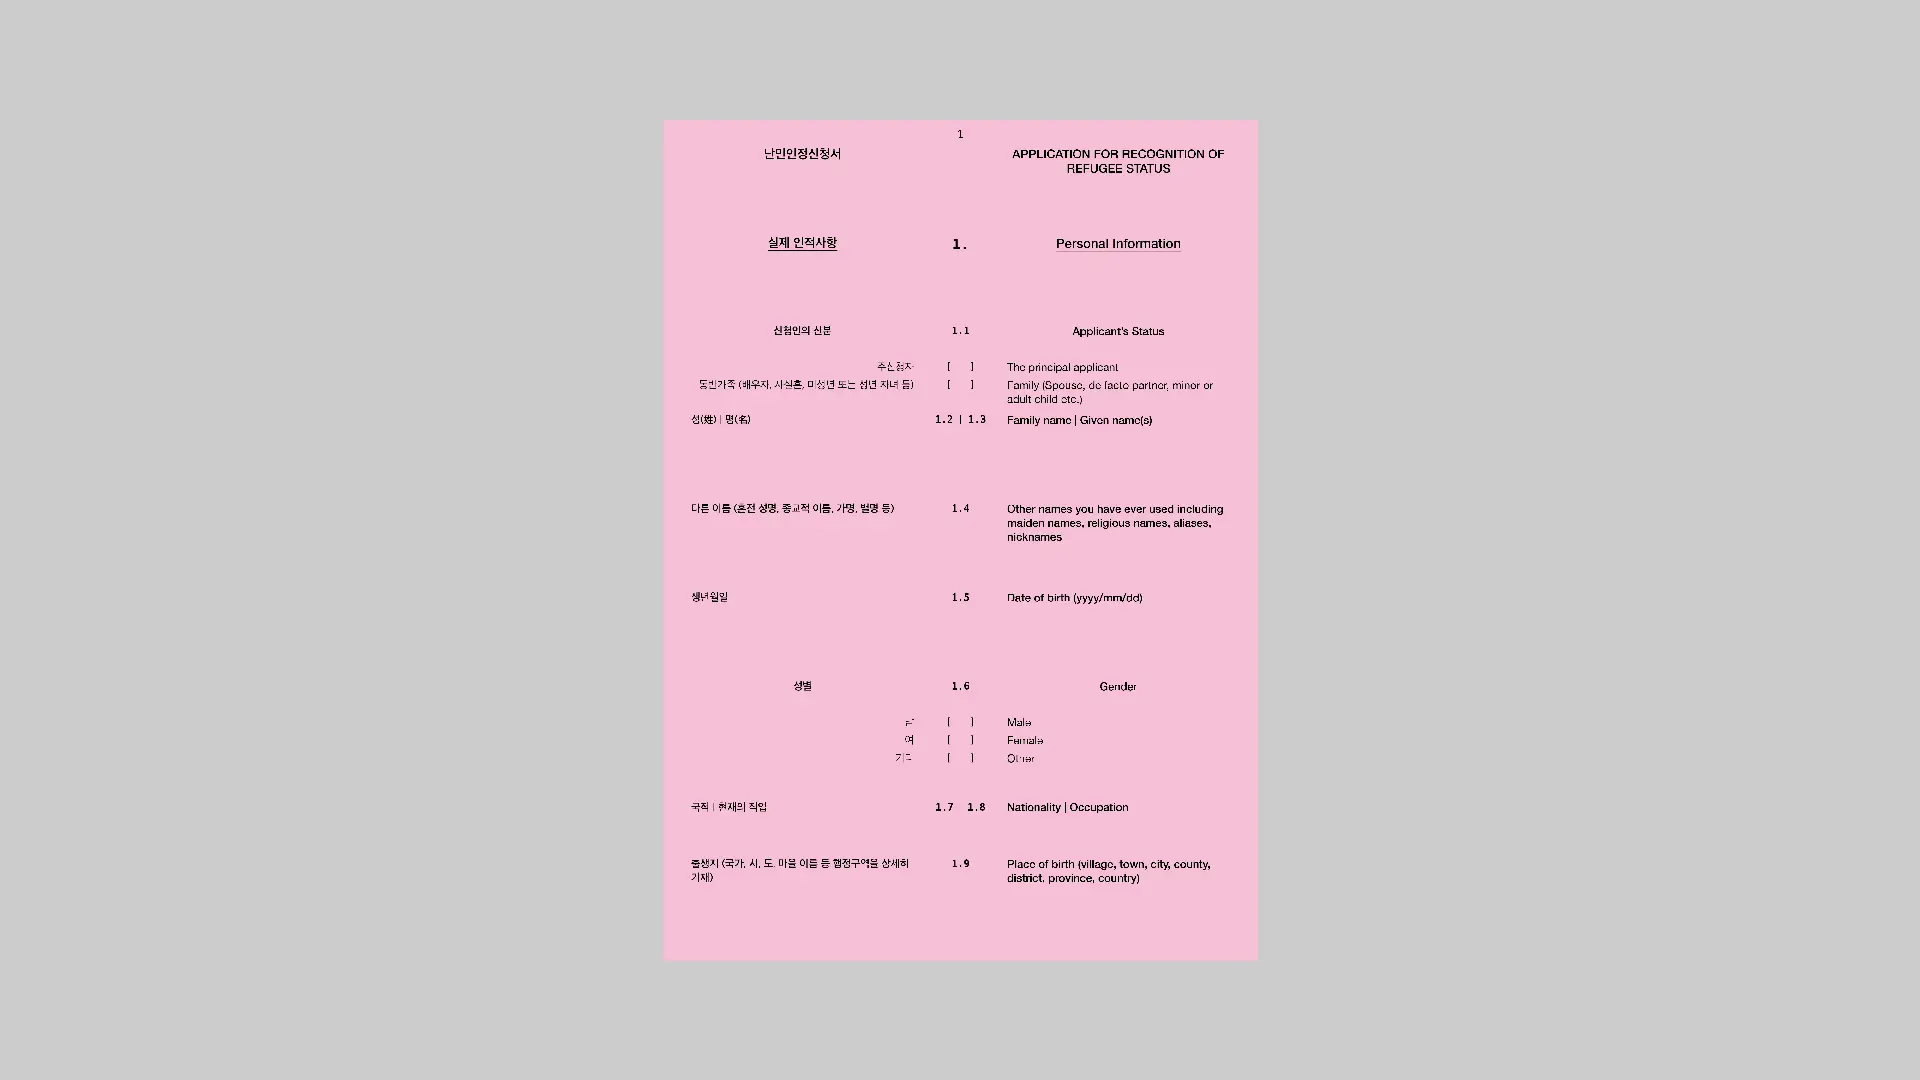 1
난민인정신청서
APPLICATION FOR RECOGNITION OF
REFUGEE STATUS
실제 인적사항
1.
Personal Information
신청인의 신분
1.1
Applicant's Status
주신청자
[ ]
The principal applicant
동반가족 (배우자, 사실혼, 미성년 또는 성년 자녀 등)
[ ]
Family (Spouse, de facto partner, minor or
adult child etc.)
성(姓) | 명(名)
1.2 | 1.3
Family name | Given name(s)
다른 이름 (혼전 성명, 종교적 이름, 가명, 별명 등)
1.4
Other names you have ever used including
maiden names, religious names, aliases,
nicknames
생년월일
1.5
Date of birth (yyyy/mm/dd)
성별
1.6
Gender
남
[ ]
Male
여
[ ]
Female
기타
[ ]
Other
국적 | 현재의 직업
1.7 1.8
Nationality | Occupation
출생지 (국가, 시, 도, 마을 이름 등 행정구역을 상세히
기재)
1.9
Place of birth (village, town, city, county,
district, province, country)